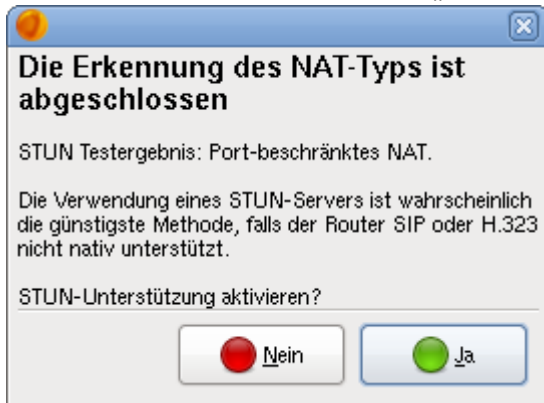 Die Erkennung des NAT-Typs ist
abgeschlossen
STUN Testergebnis: Port-beschränktes NAT.
Die Verwendung eines STUN-Servers ist wahrscheinlich
die günstigste Methode, falls der Router SIP oder H.323
nicht nativ unterstützt.
STUN-Unterstützung aktivieren?
Nein
Ja